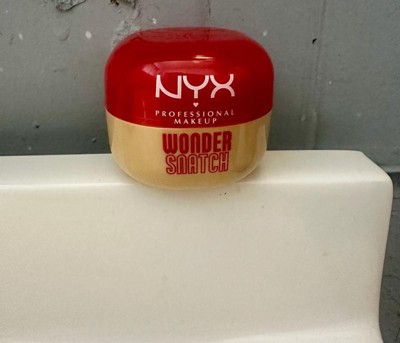 NYX
PROFESSIONAL
MAKEUP
WONDER
SNATCH